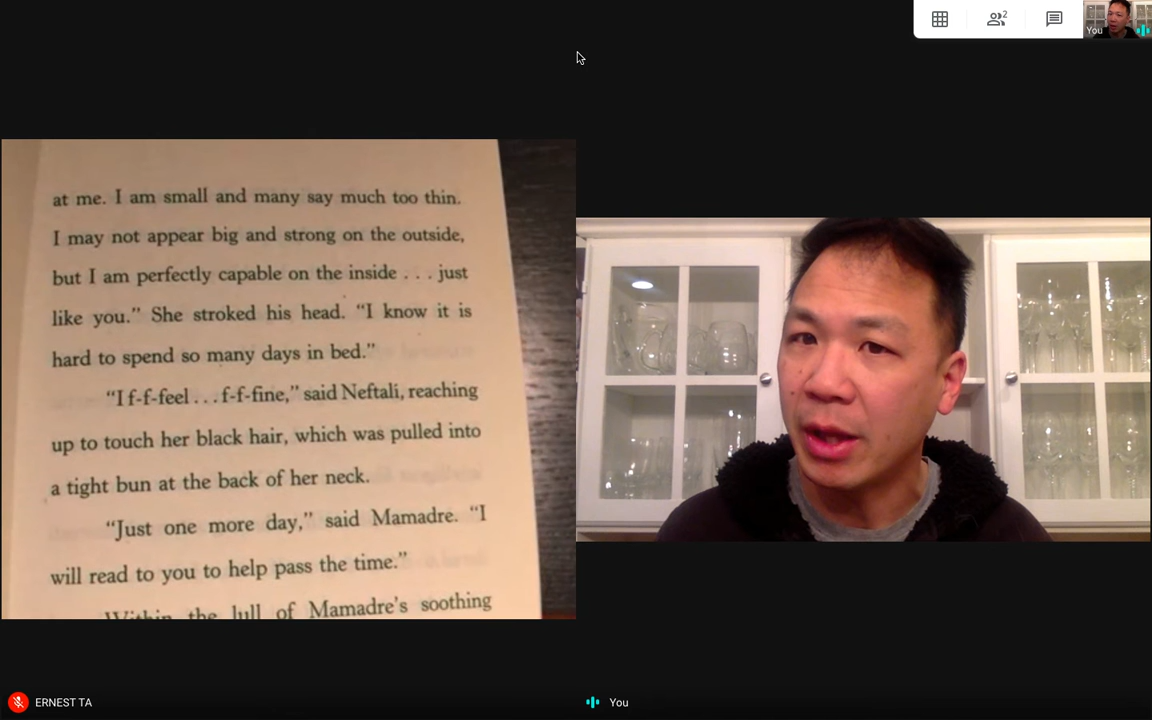 2
You
at me. I am small and many say much too thin.
I may not appear big and strong on the outside,
but I am perfectly capable on the inside . . . just
like you.” She stroked his head. “I know it is
hard to spend so many days in bed.”
“I f-f-feel . . . f-f-fine,” said Neftalí, reaching
up to touch her black hair, which was pulled into
a tight bun at the back of her neck.
“Just one more day,” said Mamadre. “I
will read to you to help pass the time.”
Within the lull of Mamadre’s soothing
ERNEST TA
You